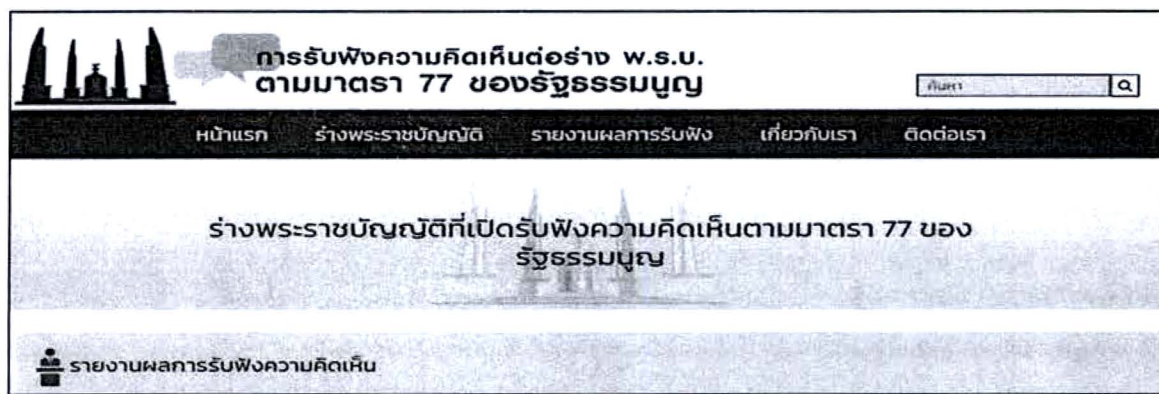 การรับฟังความคิดเห็นต่อร่าง พ.ร.บ.
ตามมาตรา 77 ของรัฐธรรมนูญ
ค้นหา
หน้าแรก ร่างพระราชบัญญัติ รายงานผลการรับฟัง เกี่ยวกับเรา ติดต่อเรา
ร่างพระราชบัญญัติที่เปิดรับฟังความคิดเห็นตามมาตรา 77 ของ
รัฐธรรมนูญ
รายงานผลการรับฟังความคิดเห็น